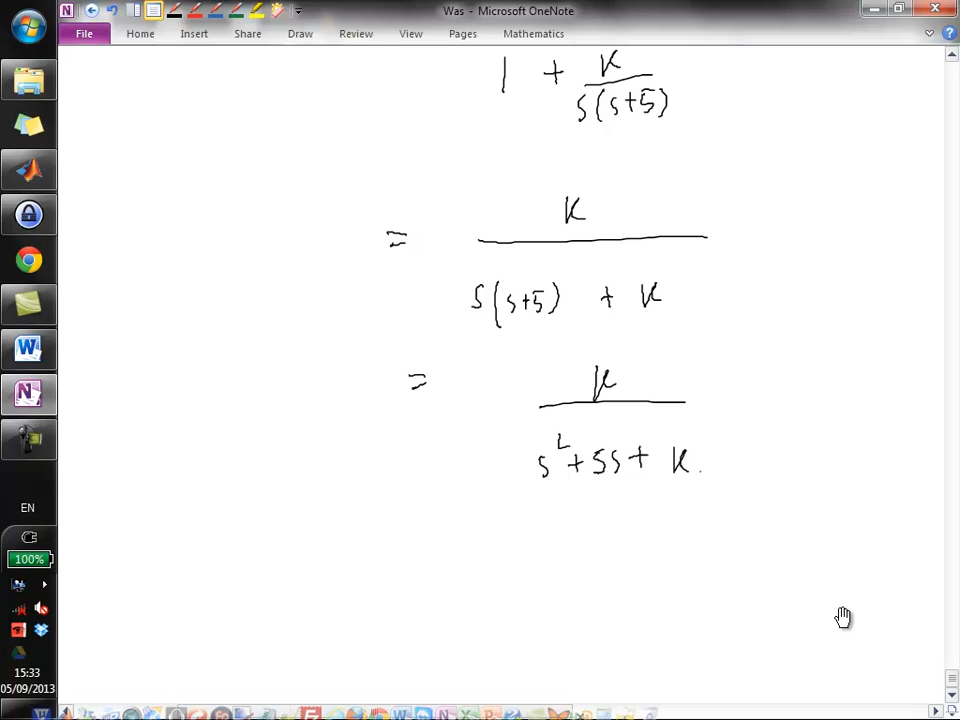 Was - Microsoft OneNote
File Home Insert Share Draw Review View Pages Mathematics
1 + K
s(s+5)
= K
s(s+5) + K
= K
s² + 5s + K.
EN
100%
15:33
05/09/2013